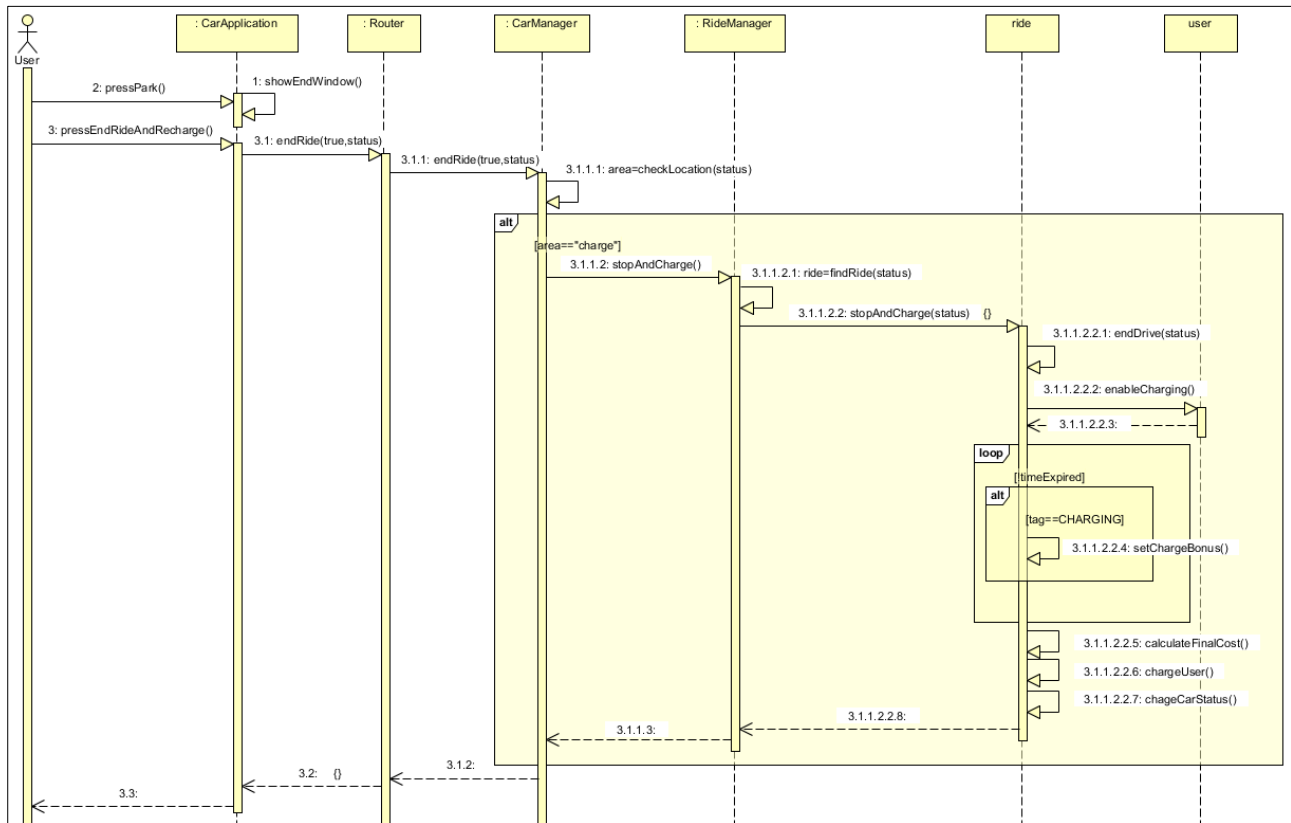 : CarApplication
: Router
: CarManager
: RideManager
ride
user
User
1: showEndWindow()
2: pressPark()
3: pressEndRideAndRecharge()
3.1: endRide(true,status)
3.1.1: endRide(true,status)
3.1.1.1: area=checkLocation(status)
alt
[area=="charge"]
3.1.1.2: stopAndCharge()
3.1.1.2.1: ride=findRide(status)
3.1.1.2.2: stopAndCharge(status) {}
3.1.1.2.2.1: endDrive(status)
3.1.1.2.2.2: enableCharging()
3.1.1.2.2.3:
loop
[!timeExpired]
alt
[tag==CHARGING]
3.1.1.2.2.4: setChargeBonus()
3.1.1.2.2.5: calculateFinalCost()
3.1.1.2.2.6: chargeUser()
3.1.1.2.2.7: chageCarStatus()
3.1.1.2.2.8:
3.1.1.3:
3.1.2:
3.2: {}
3.3: